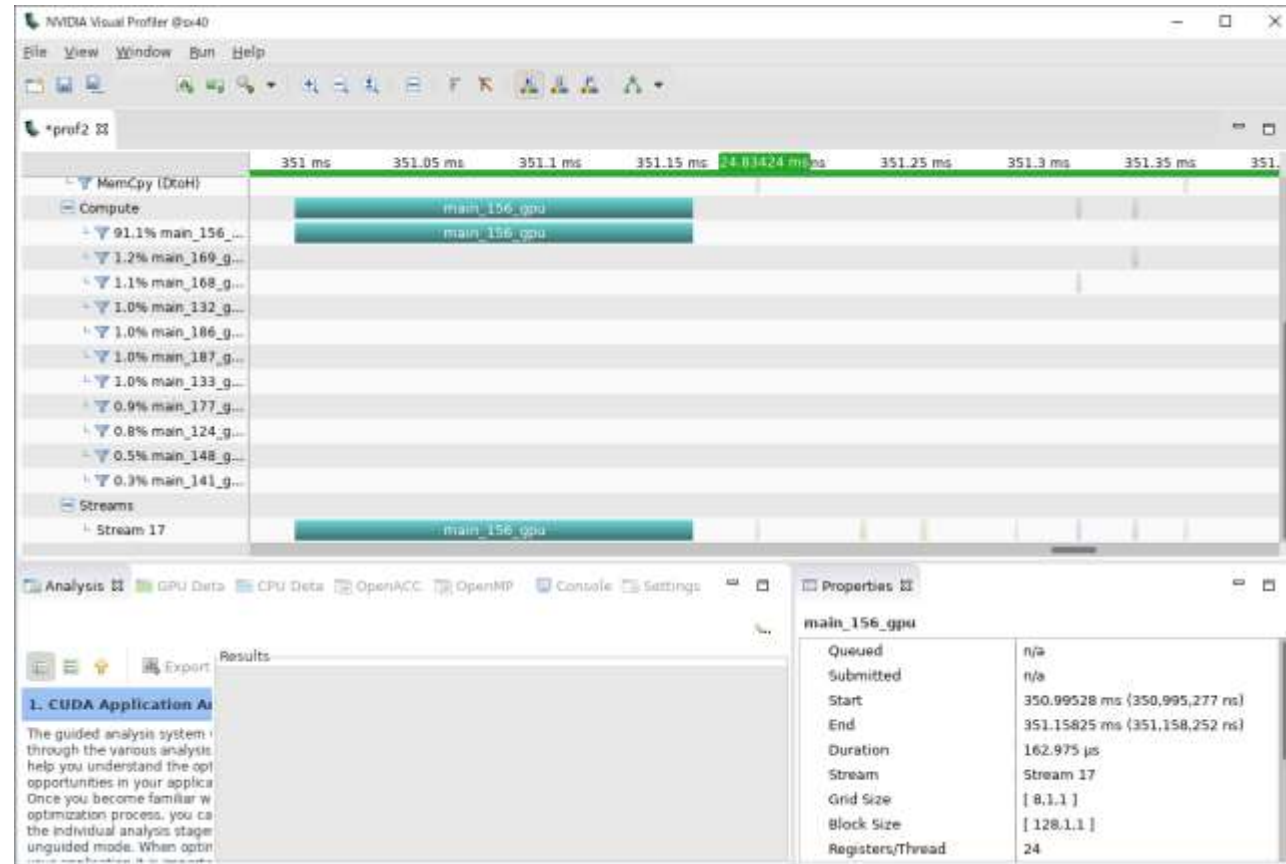 NVIDIA Visual Profiler @sx40
File View Window Run Help
*prof2
351 ms 351.05 ms 351.1 ms 351.15 ms 24.83424 ms ms 351.25 ms 351.3 ms 351.35 ms 351.
MemCpy (DtoH)
Compute main_156_gpu
91.1% main_156_... main_156_gpu
1.2% main_169_g...
1.1% main_168_g...
1.0% main_132_g...
1.0% main_186_g...
1.0% main_187_g...
1.0% main_133_g...
0.9% main_177_g...
0.8% main_124_g...
0.5% main_148_g...
0.3% main_141_g...
Streams
Stream 17 main_156_gpu
Analysis GPU Details CPU Details OpenACC OpenMP Console Settings
Export
Results
1. CUDA Application An
The guided analysis system
through the various analysis
help you understand the opt
opportunities in your applica
Once you become familiar w
optimization process, you ca
the individual analysis stages
unguided mode. When optim
Properties
main_156_gpu
Queued n/a
Submitted n/a
Start 350.99528 ms (350,995,277 ns)
End 351.15825 ms (351,158,252 ns)
Duration 162.975 µs
Stream Stream 17
Grid Size [ 8,1,1 ]
Block Size [ 128,1,1 ]
Registers/Thread 24